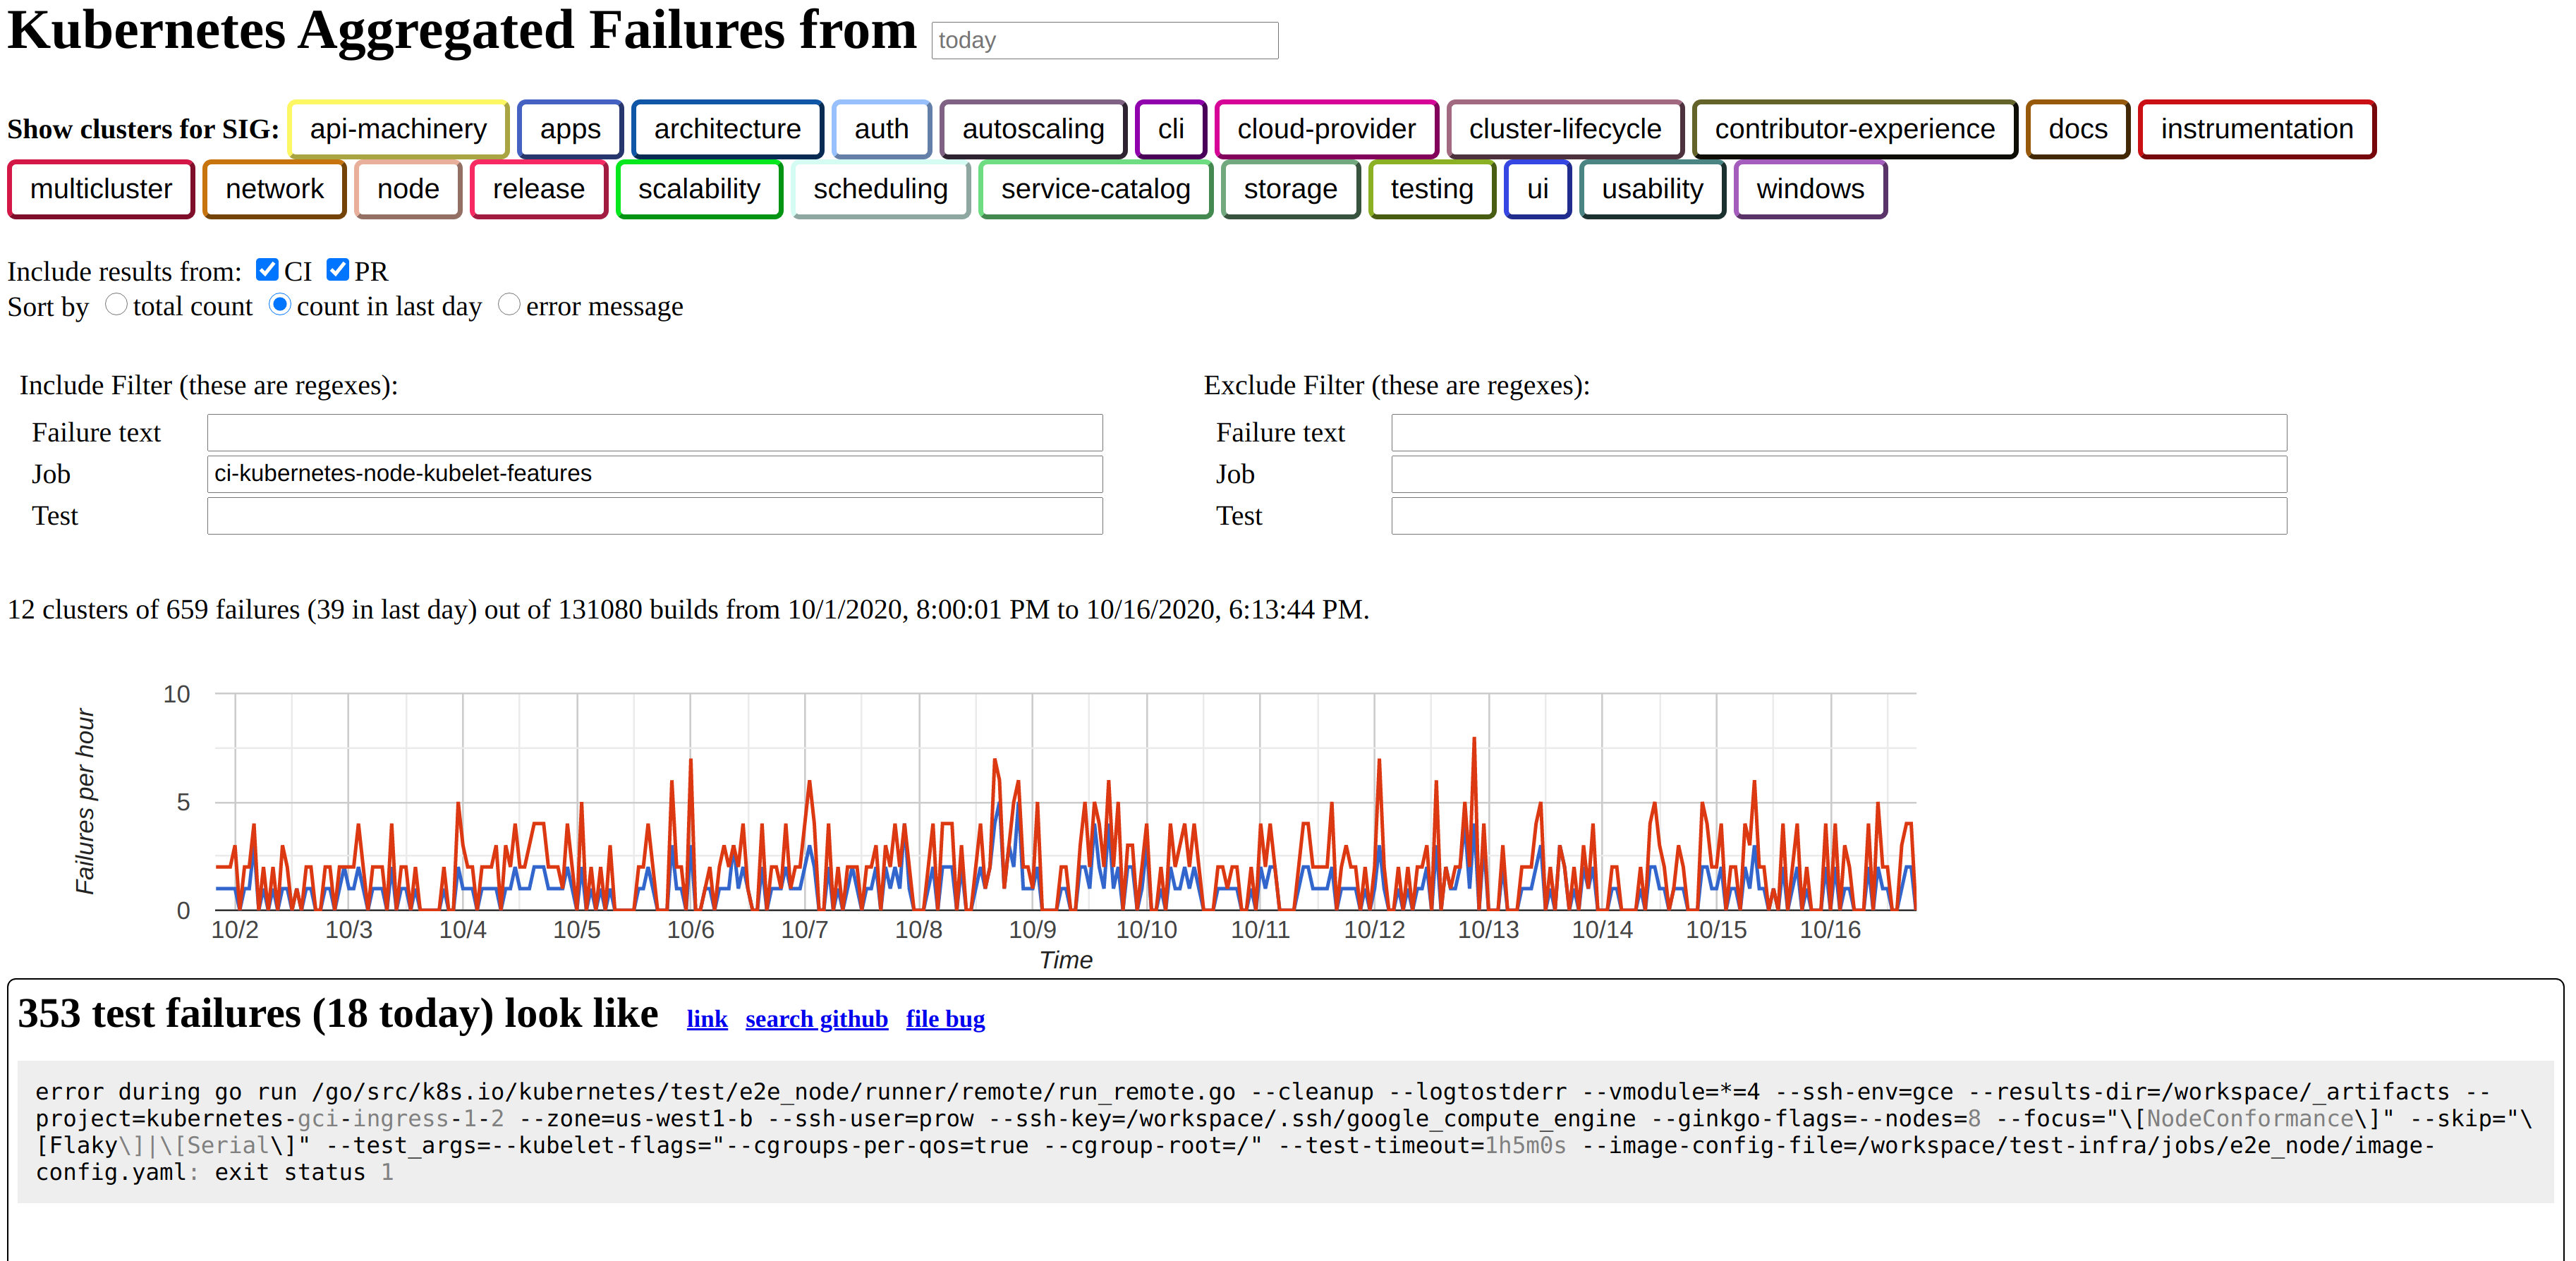 Kubernetes Aggregated Failures from today
Show clusters for SIG: api-machinery apps architecture auth autoscaling cli cloud-provider cluster-lifecycle contributor-experience docs instrumentation
multicluster network node release scalability scheduling service-catalog storage testing ui usability windows
Include results from: CI PR
Sort by total count count in last day error message
Include Filter (these are regexes):
Failure text
Job ci-kubernetes-node-kubelet-features
Test
Exclude Filter (these are regexes):
Failure text
Job
Test
12 clusters of 659 failures (39 in last day) out of 131080 builds from 10/1/2020, 8:00:01 PM to 10/16/2020, 6:13:44 PM.
Failures per hour
10
5
0
10/2 10/3 10/4 10/5 10/6 10/7 10/8 10/9 10/10 10/11 10/12 10/13 10/14 10/15 10/16
Time
353 test failures (18 today) look like link search github file bug
error during go run /go/src/k8s.io/kubernetes/test/e2e_node/runner/remote/run_remote.go --cleanup --logtostderr --vmodule=*=4 --ssh-env=gce --results-dir=/workspace/_artifacts --
project=kubernetes-gci-ingress-1-2 --zone=us-west1-b --ssh-user=prow --ssh-key=/workspace/.ssh/google_compute_engine --ginkgo-flags=--nodes=8 --focus="\[NodeConformance\]" --skip="\
[Flaky\]|\[Serial\]" --test_args=--kubelet-flags="--cgroups-per-qos=true --cgroup-root=/" --test-timeout=1h5m0s --image-config-file=/workspace/test-infra/jobs/e2e_node/image-
config.yaml: exit status 1